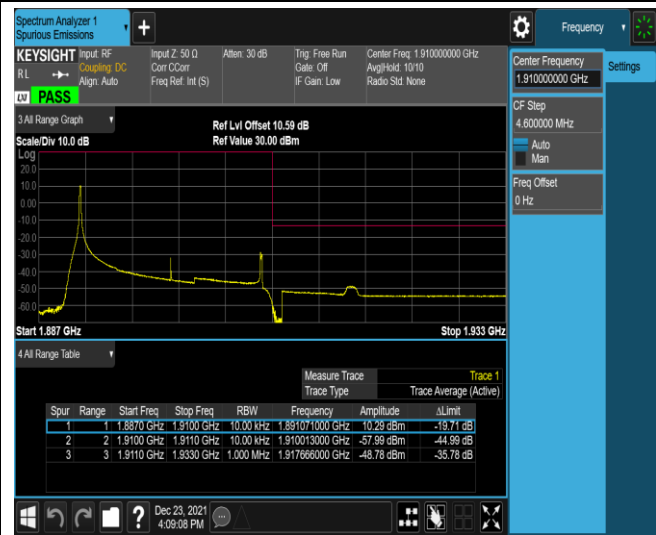 Spectrum Analyzer 1
Spurious Emissions
Frequency
KEYSIGHT
Input: RF
Coupling: DC
Align: Auto
Input Z: 50 Ω
Corr CCorr
Freq Ref: Int (S)
Atten: 30 dB
Trig: Free Run
Gate: Off
IF Gain: Low
Center Freq: 1.910000000 GHz
Avg|Hold: 10/10
Radio Std: None
RL
LXI
PASS
Center Frequency
1.910000000 GHz
Settings
CF Step
4.600000 MHz
Auto
Man
Freq Offset
0 Hz
3 All Range Graph
Scale/Div 10.0 dB
Ref Lvl Offset 10.59 dB
Ref Value 30.00 dBm
Log
20.0
10.0
0.00
-10.0
-20.0
-30.0
-40.0
-50.0
-60.0
Start 1.887 GHz
Stop 1.933 GHz
4 All Range Table
Measure Trace Trace 1
Trace Type Trace Average (Active)
Spur Range Start Freq Stop Freq RBW Frequency Amplitude ΔLimit
1 1 1.8870 GHz 1.9100 GHz 10.00 kHz 1.891071000 GHz 10.29 dBm -19.71 dB
2 2 1.9100 GHz 1.9110 GHz 10.00 kHz 1.910013000 GHz -57.99 dBm -44.99 dB
3 3 1.9110 GHz 1.9330 GHz 1.000 MHz 1.917666000 GHz -48.78 dBm -35.78 dB
Dec 23, 2021
4:09:08 PM